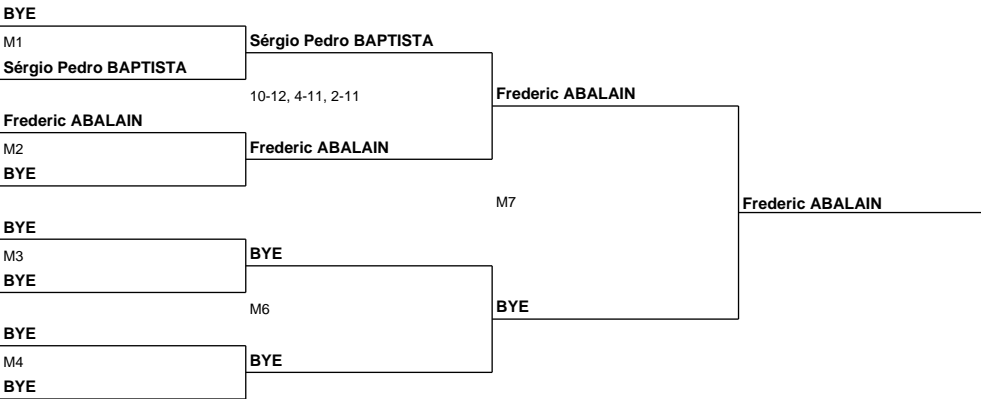 BYE
M1
Sérgio Pedro BAPTISTA
Sérgio Pedro BAPTISTA
10-12, 4-11, 2-11
Frederic ABALAIN
Frederic ABALAIN
M2
Frederic ABALAIN
BYE
M7
Frederic ABALAIN
BYE
M3
BYE
BYE
M6
BYE
BYE
M4
BYE
BYE